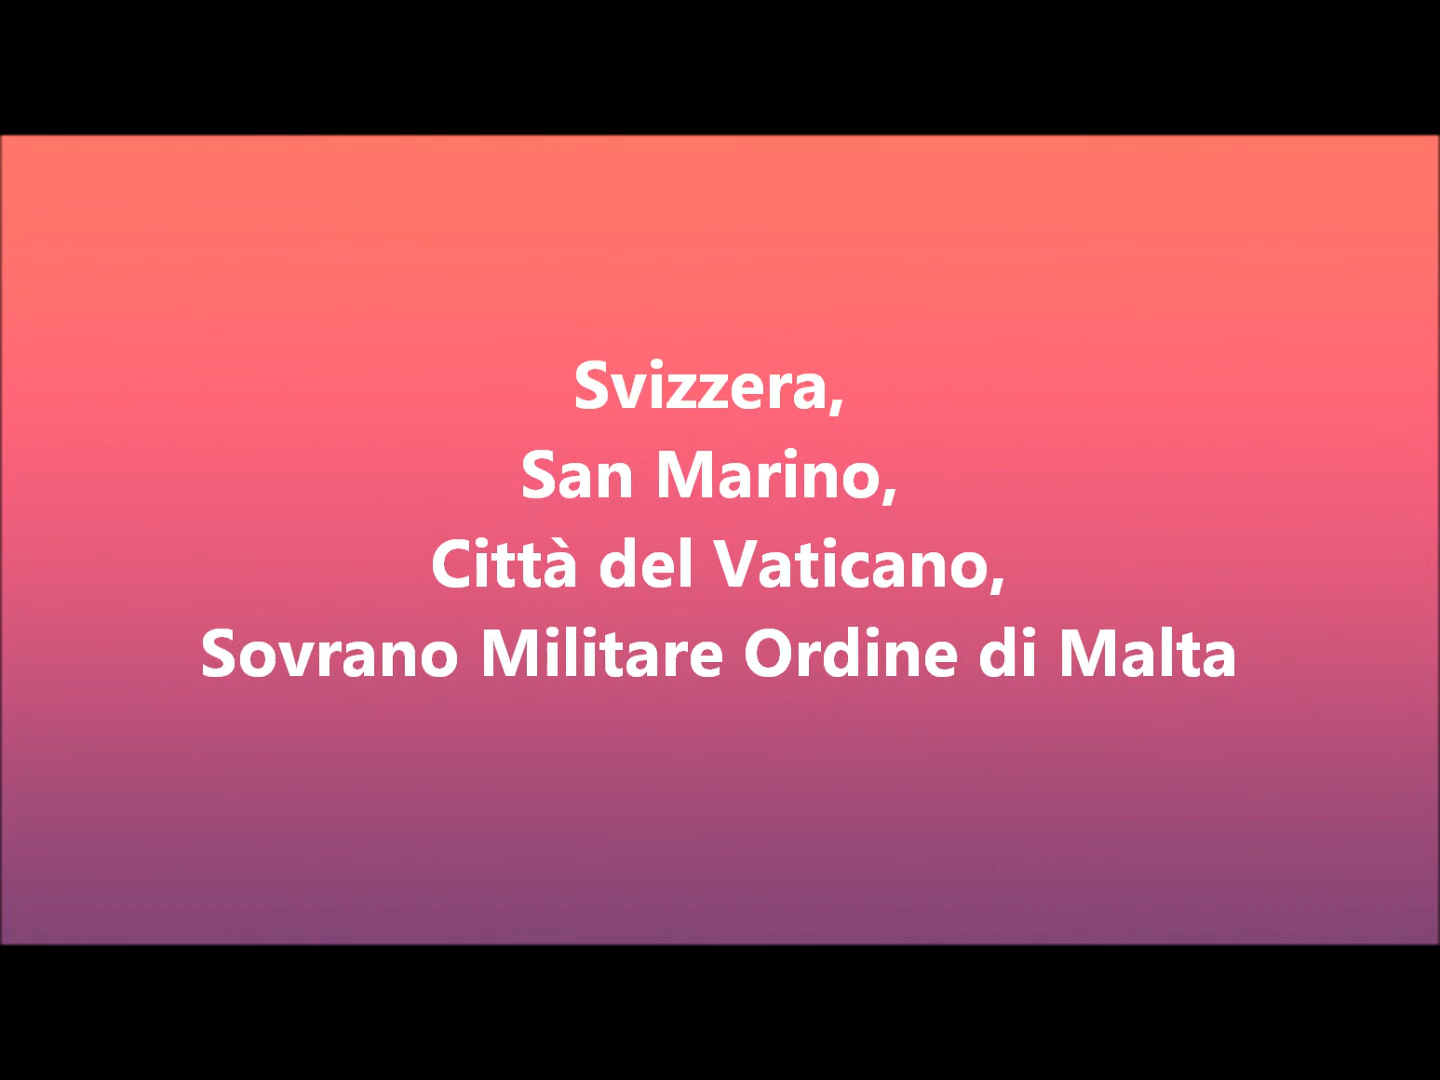 Svizzera,
San Marino,
Città del Vaticano,
Sovrano Militare Ordine di Malta